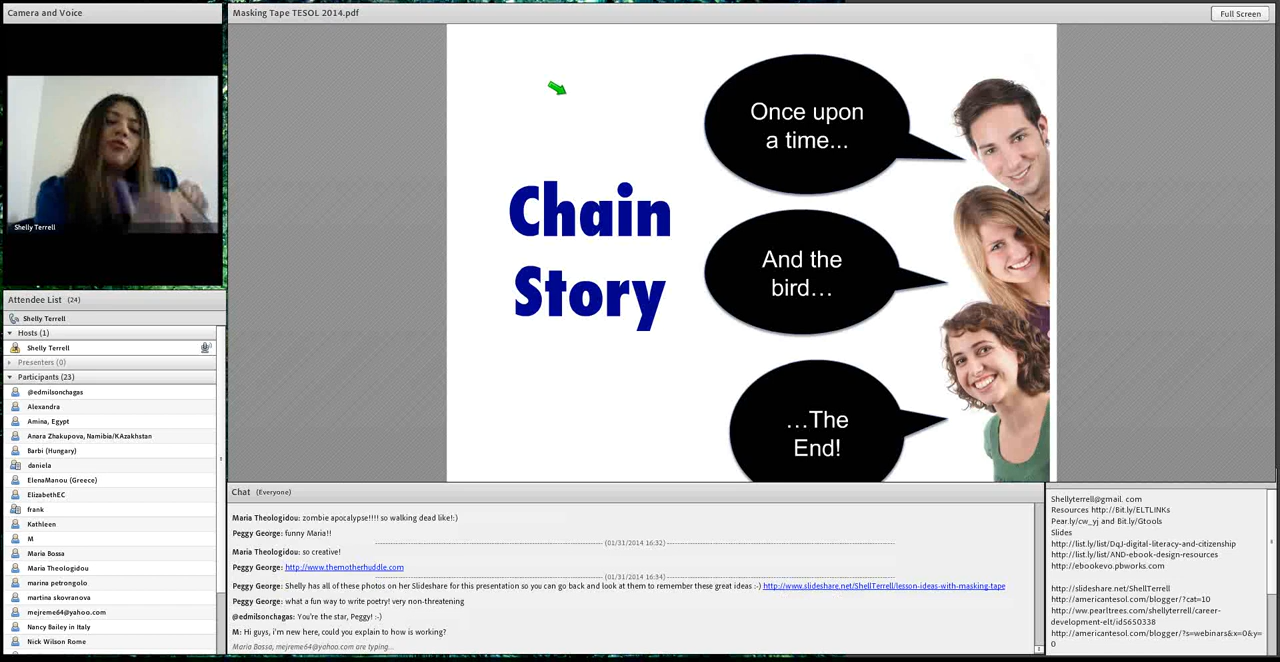 Camera and Voice
Masking Tape TESOL 2014.pdf
Full Screen
Shelly Terrell
Chain
Story
Once upon
a time...
And the
bird...
...The
End!
Attendee List (24)
Shelly Terrell
Hosts (1)
Shelly Terrell
Presenters (0)
Participants (23)
@edmilsonchagas
Alexandra
Amina, Egypt
Anara Zhakupova, Namibia/KAzakhstan
Barbi (Hungary)
daniela
ElenaManou (Greece)
ElizabethEC
frank
Kathleen
M
Maria Bossa
Maria Theologidou
marina petrongolo
martina skovranova
mejreme64@yahoo.com
Nancy Bailey in Italy
Nick Wilson Rome
Chat (Everyone)
Maria Theologidou: zombie apocalypse!!!! so walking dead like!:)
Peggy George: funny Maria!!
(01/31/2014 16:32)
Maria Theologidou: so creative!
Peggy George: http://www.themotherhuddle.com
(01/31/2014 16:34)
Peggy George: Shelly has all of these photos on her Slideshare for this presentation so you can go back and look at them to remember these great ideas :-) http://www.slideshare.net/ShellTerrell/lesson-ideas-with-masking-tape
Peggy George: what a fun way to write poetry! very non-threatening
@edmilsonchagas: You're the star, Peggy! :-)
M: Hi guys, i'm new here, could you explain to how is working?
Maria Bossa, mejreme64@yahoo.com are typing...
Shellyterrell@gmail. com
Resources http://Bit.ly/ELTLINKs
Pear.ly/cw_yj and Bit.ly/Gtools
Slides
http://list.ly/list/DqJ-digital-literacy-and-citizenship
http://list.ly/list/AND-ebook-design-resources
http://ebookevo.pbworks.com
http://slideshare.net/ShellTerrell
http://americantesol.com/blogger/?cat=10
http://ww.pearltrees.com/shellyterrell/career-
development-elt/id5650338
http://americantesol.com/blogger/?s=webinars&x=0&y=
0